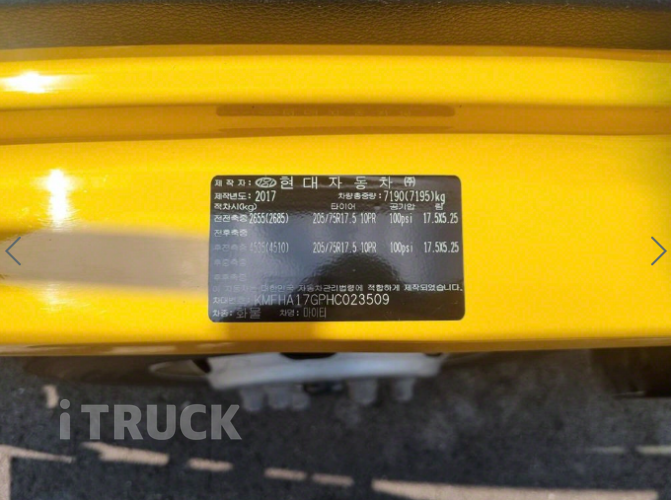 제작자: 현대자동차㈜
제작년도: 2017 차량총중량: 7190(7195)kg
적차시(kg) 타이어 공기압 림
전전축중 2655(2685) 205/75R17.5 10PR 100psi 17.5X5.25
전후축중
후전축중 4535(4510) 205/75R17.5 10PR 100psi 17.5X5.25
후후축중
이 자동차는 대한민국 자동차관리법령에 적합하게 제작되었습니다.
차대번호: KMFHA17GPHC023509
차종: 화물 차명: 마이티
iTRUCK